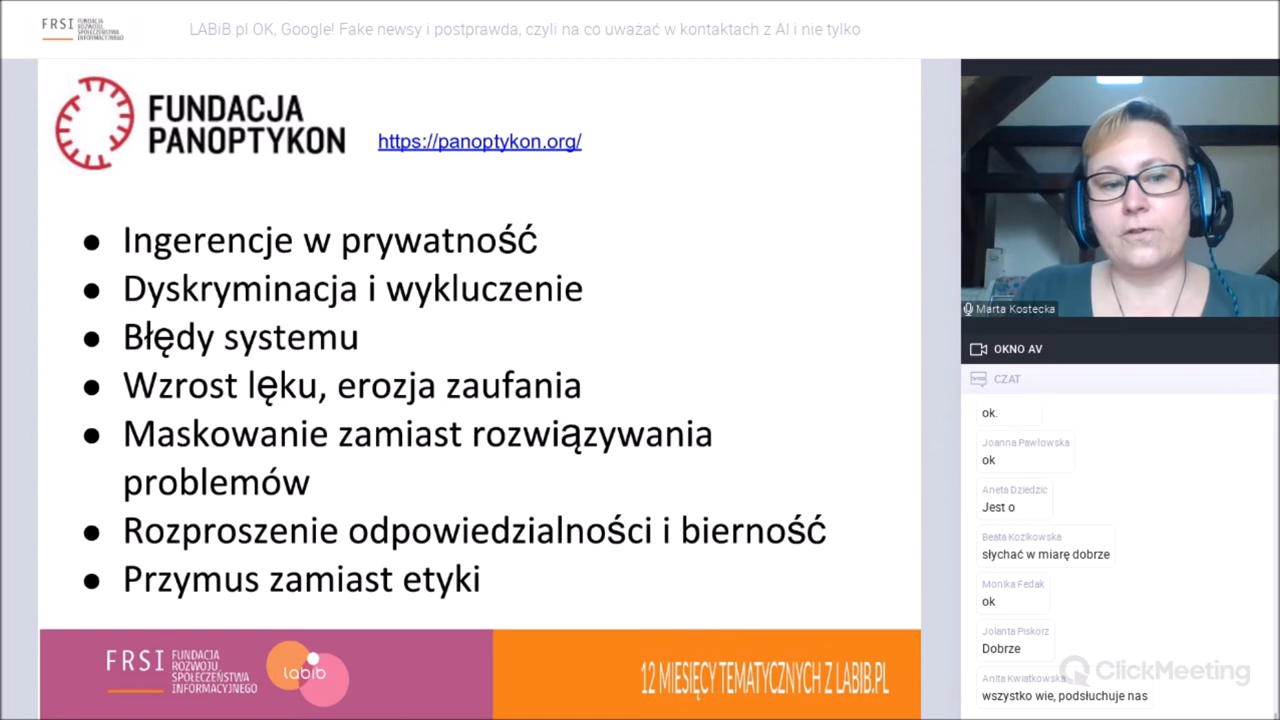 FRSI
FUNDACJA
ROZWOJU
SPOŁECZEŃSTWA
INFORMACYJNEGO
LABiB.pl OK, Google! Fake newsy i postprawda, czyli na co uważać w kontaktach z AI i nie tylko
FUNDACJA
PANOPTYKON
https://panoptykon.org/
● Ingerencje w prywatność
● Dyskryminacja i wykluczenie
● Błędy systemu
● Wzrost lęku, erozja zaufania
● Maskowanie zamiast rozwiązywania
problemów
● Rozproszenie odpowiedzialności i bierność
● Przymus zamiast etyki
FRSI
FUNDACJA
ROZWOJU
SPOŁECZEŃSTWA
INFORMACYJNEGO
labib
12 MIESIĘCY TEMATYCZNYCH Z LABIB.PL
Marta Kostecka
OKNO AV
CZAT
ok.
Joanna Pawłowska
ok
Aneta Dziedzic
Jest o
Beata Kozikowska
słychać w miarę dobrze
Monika Fedak
ok
Jolanta Piskorz
Dobrze
Anita Kwiatkowska
wszystko wie, podsłuchuje nas
ClickMeeting